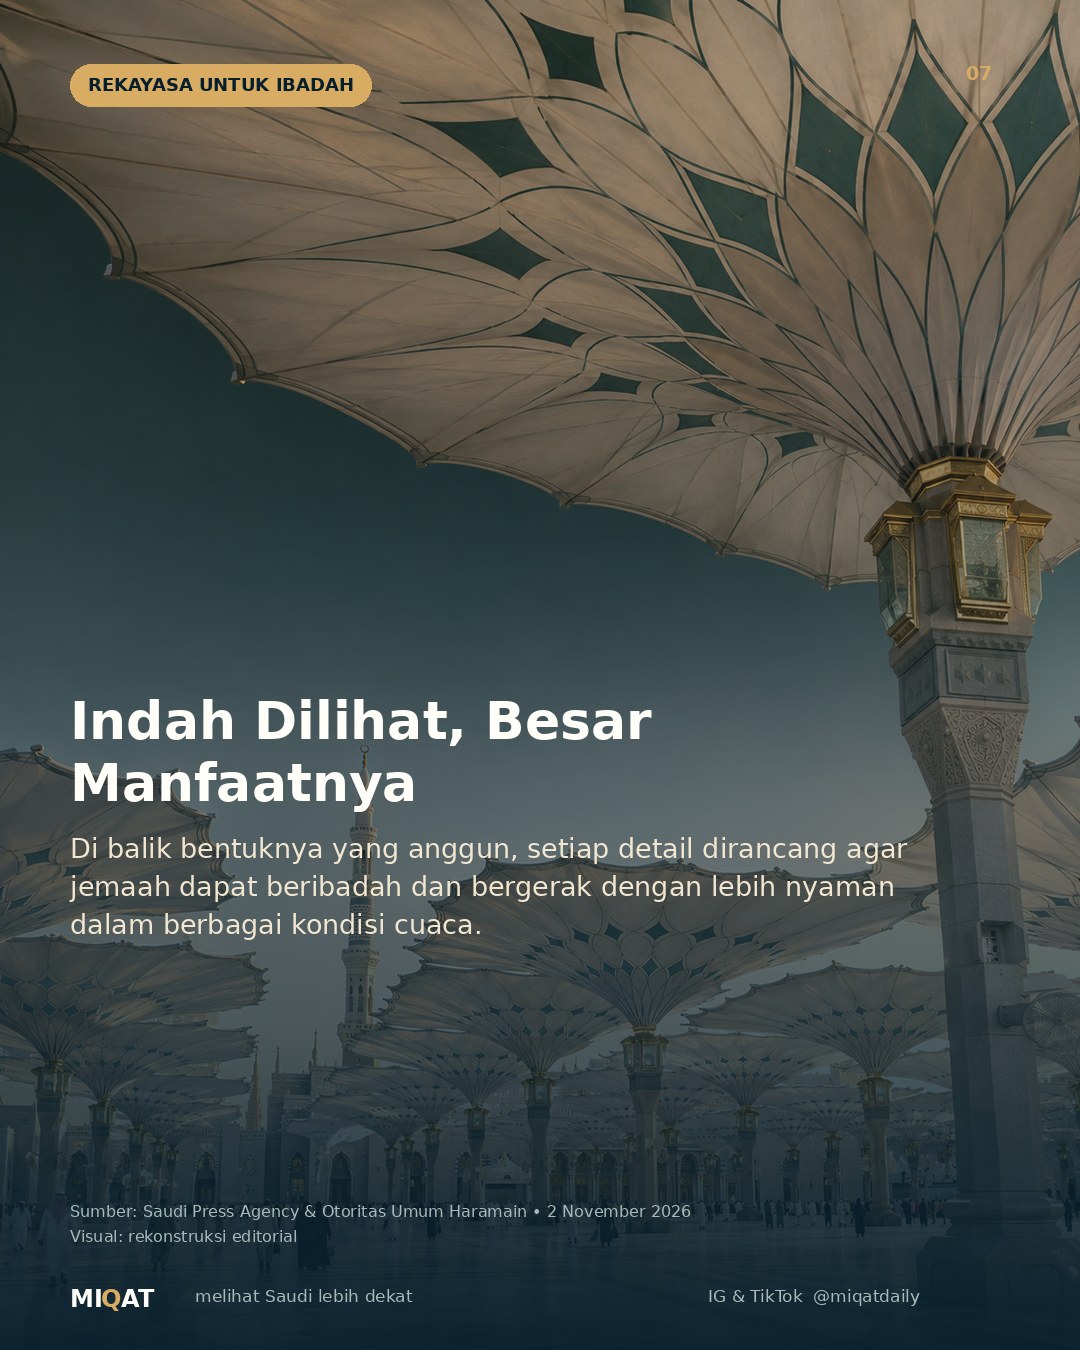 REKAYASA UNTUK IBADAH
07
Indah Dilihat, Besar
Manfaatnya
Di balik bentuknya yang anggun, setiap detail dirancang agar
jemaah dapat beribadah dan bergerak dengan lebih nyaman
dalam berbagai kondisi cuaca.
Sumber: Saudi Press Agency & Otoritas Umum Haramain • 2 November 2026
Visual: rekonstruksi editorial
MIQAT melihat Saudi lebih dekat IG & TikTok @miqatdaily